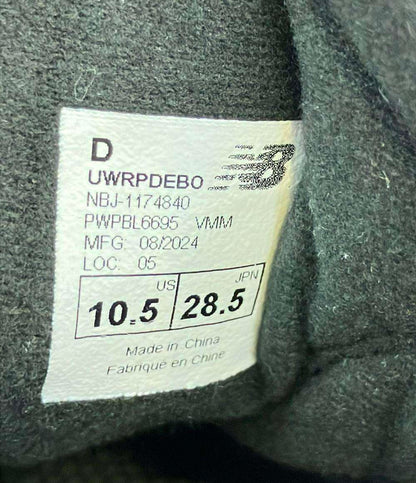 D
UWRPDEBO
NBJ-1174840
PWPBL6695 VMM
MFG: 08/2024
LOC: 05
US JPN
10.5 28.5
Made in China
Fabriqué en Chine